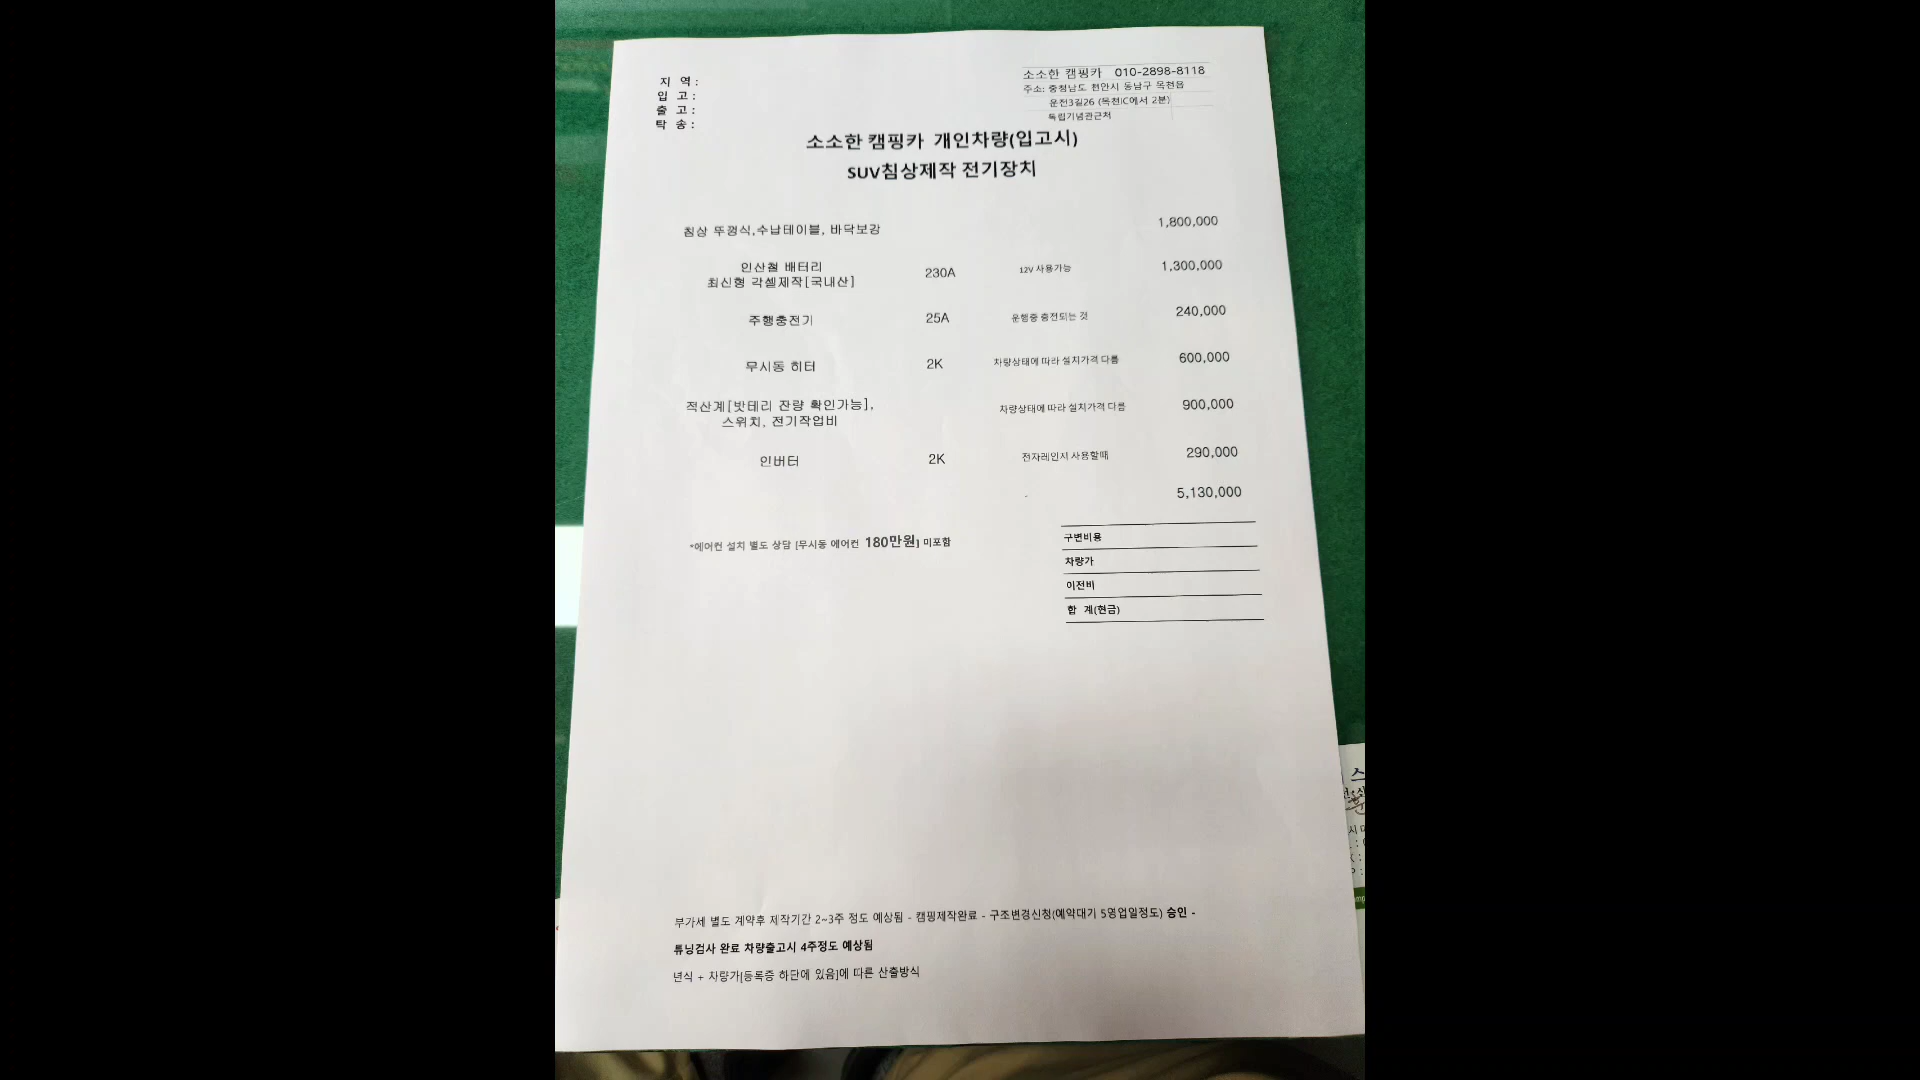 지 역 :
입 고 :
출 고 :
탁 송 :
소소한 캠핑카 010-2898-8118
주소: 충청남도 천안시 동남구 목천읍
운전3길26 (목천IC에서 2분)
독립기념관근처
소소한 캠핑카 개인차량(입고시)
SUV침상제작 전기장치
침상 뚜껑식,수납테이블, 바닥보강 1,800,000
인산철 배터리
최신형 각셀제작[국내산] 230A 12V 사용가능 1,300,000
주행충전기 25A 운행중 충전되는 것 240,000
무시동 히터 2K 차량상태에 따라 설치가격 다름 600,000
적산계[밧테리 잔량 확인가능],
스위치, 전기작업비 차량상태에 따라 설치가격 다름 900,000
인버터 2K 전자레인지 사용할때 290,000
5,130,000
*에어컨 설치 별도 상담 [무시동 에어컨 180만원] 미포함
구변비용
차량가
이전비
합 계(현금)
부가세 별도 계약후 제작기간 2~3주 정도 예상됨 - 캠핑제작완료 - 구조변경신청(예약대기 5영업일정도) 승인 -
튜닝검사 완료 차량출고시 4주정도 예상됨
년식 + 차량가[등록증 하단에 있음]에 따른 산출방식